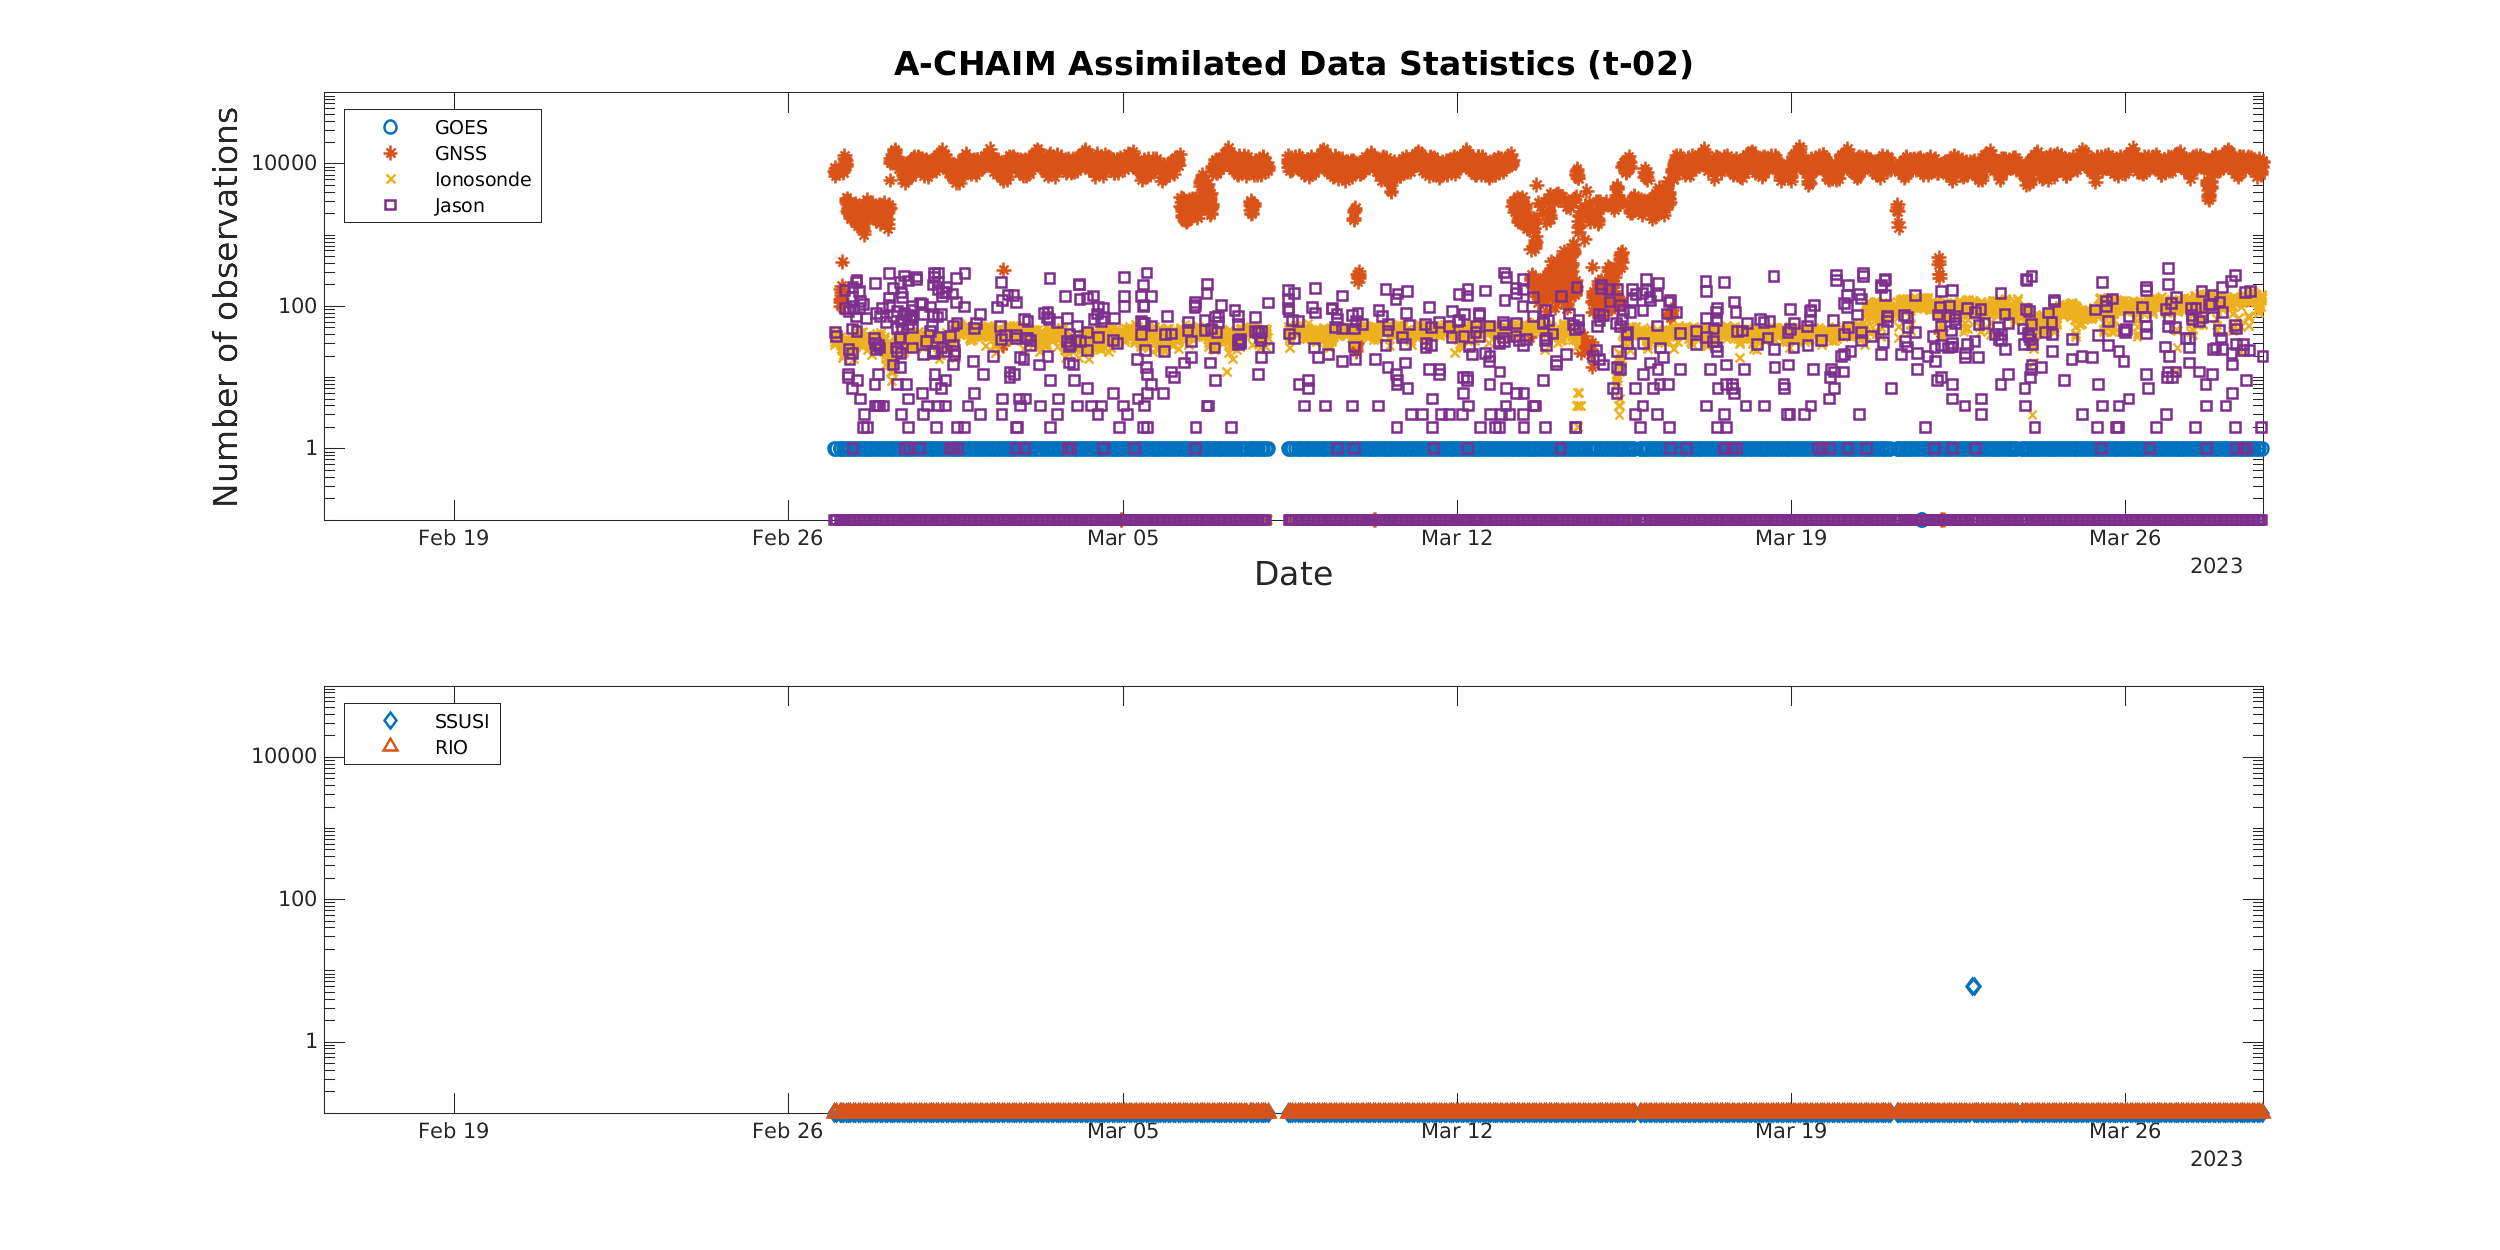 A-CHAIM Assimilated Data Statistics (t-02)
Number of observations
GOES
GNSS
Ionosonde
Jason
10000
100
1
Feb 19
Feb 26
Mar 05
Mar 12
Mar 19
Mar 26
2023
Date
SSUSI
RIO
10000
100
1
Feb 19
Feb 26
Mar 05
Mar 12
Mar 19
Mar 26
2023